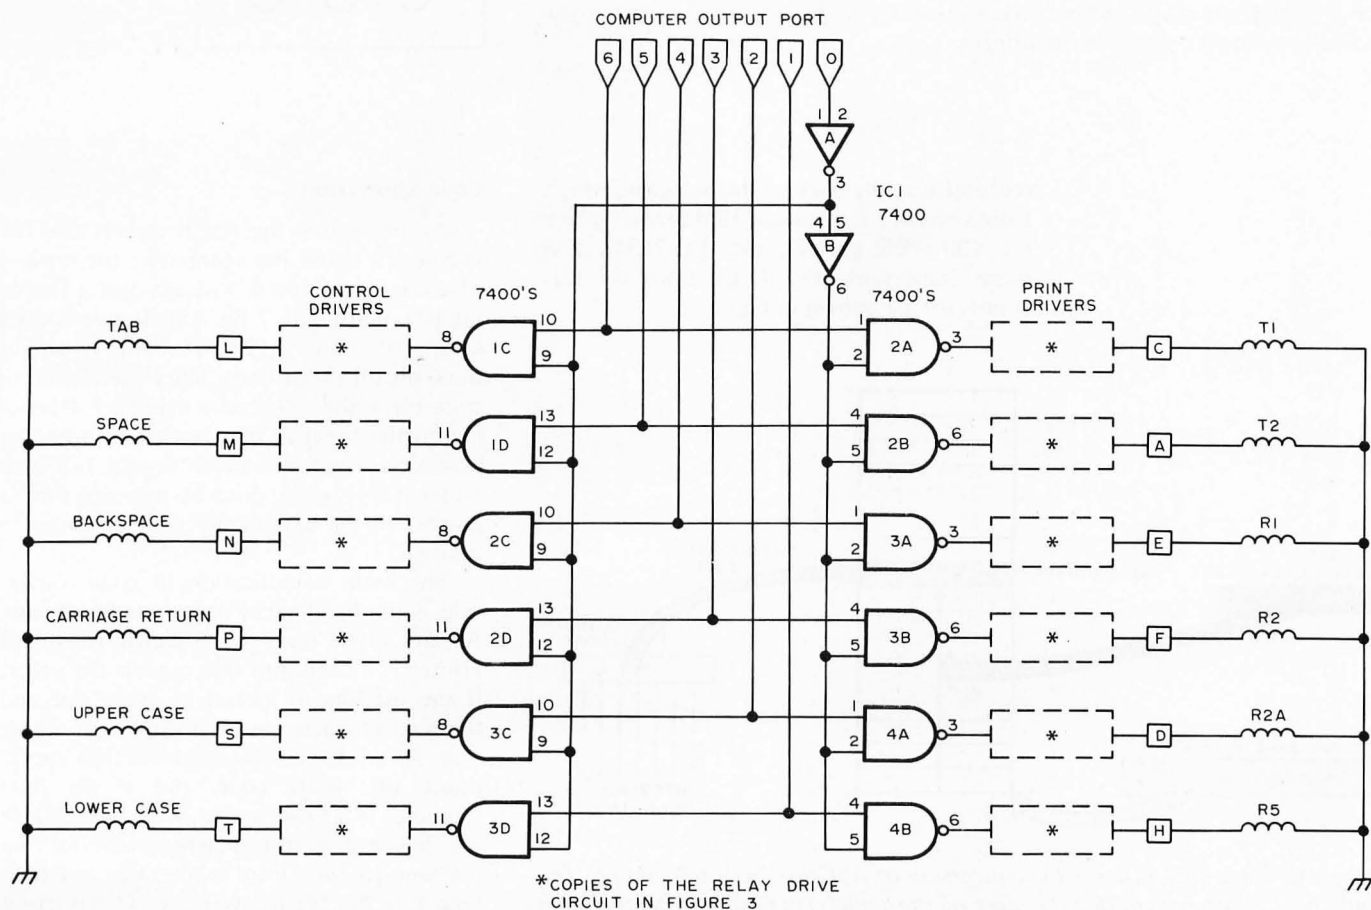 COMPUTER OUTPUT PORT
6 5 4 3 2 1 0
1 2
A
3
IC1
7400
4 5
B
6
CONTROL
DRIVERS
7400'S
7400'S
PRINT
DRIVERS
TAB L * 8 1C 10 9 1 2 2A 3 * C T1
SPACE M * 11 1D 13 12 4 5 2B 6 * A T2
BACKSPACE N * 8 2C 10 9 1 2 3A 3 * E R1
CARRIAGE RETURN P * 11 2D 13 12 4 5 3B 6 * F R2
UPPER CASE S * 8 3C 10 9 1 2 4A 3 * D R2A
LOWER CASE T * 11 3D 13 12 4 5 4B 6 * H R5
*COPIES OF THE RELAY DRIVE
CIRCUIT IN FIGURE 3